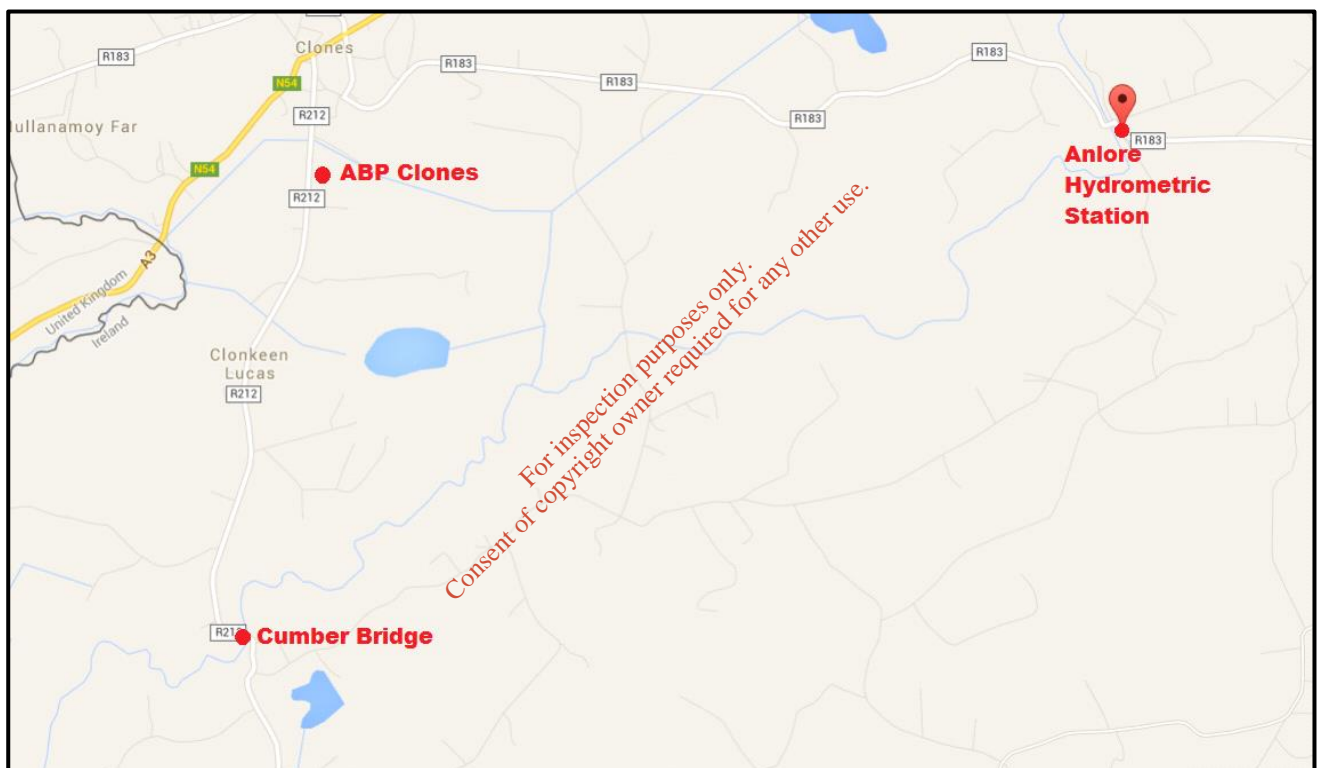 Clones
R183
R183
R183
R183
N54
R212
ullanamoy Far
R183
Anlore
Hydrometric
Station
N54
ABP Clones
R212
A3
United Kingdom
Ireland
For inspection purposes only.
Consent of copyright owner required for any other use.
Clonkeen
Lucas
R212
Cumber Bridge